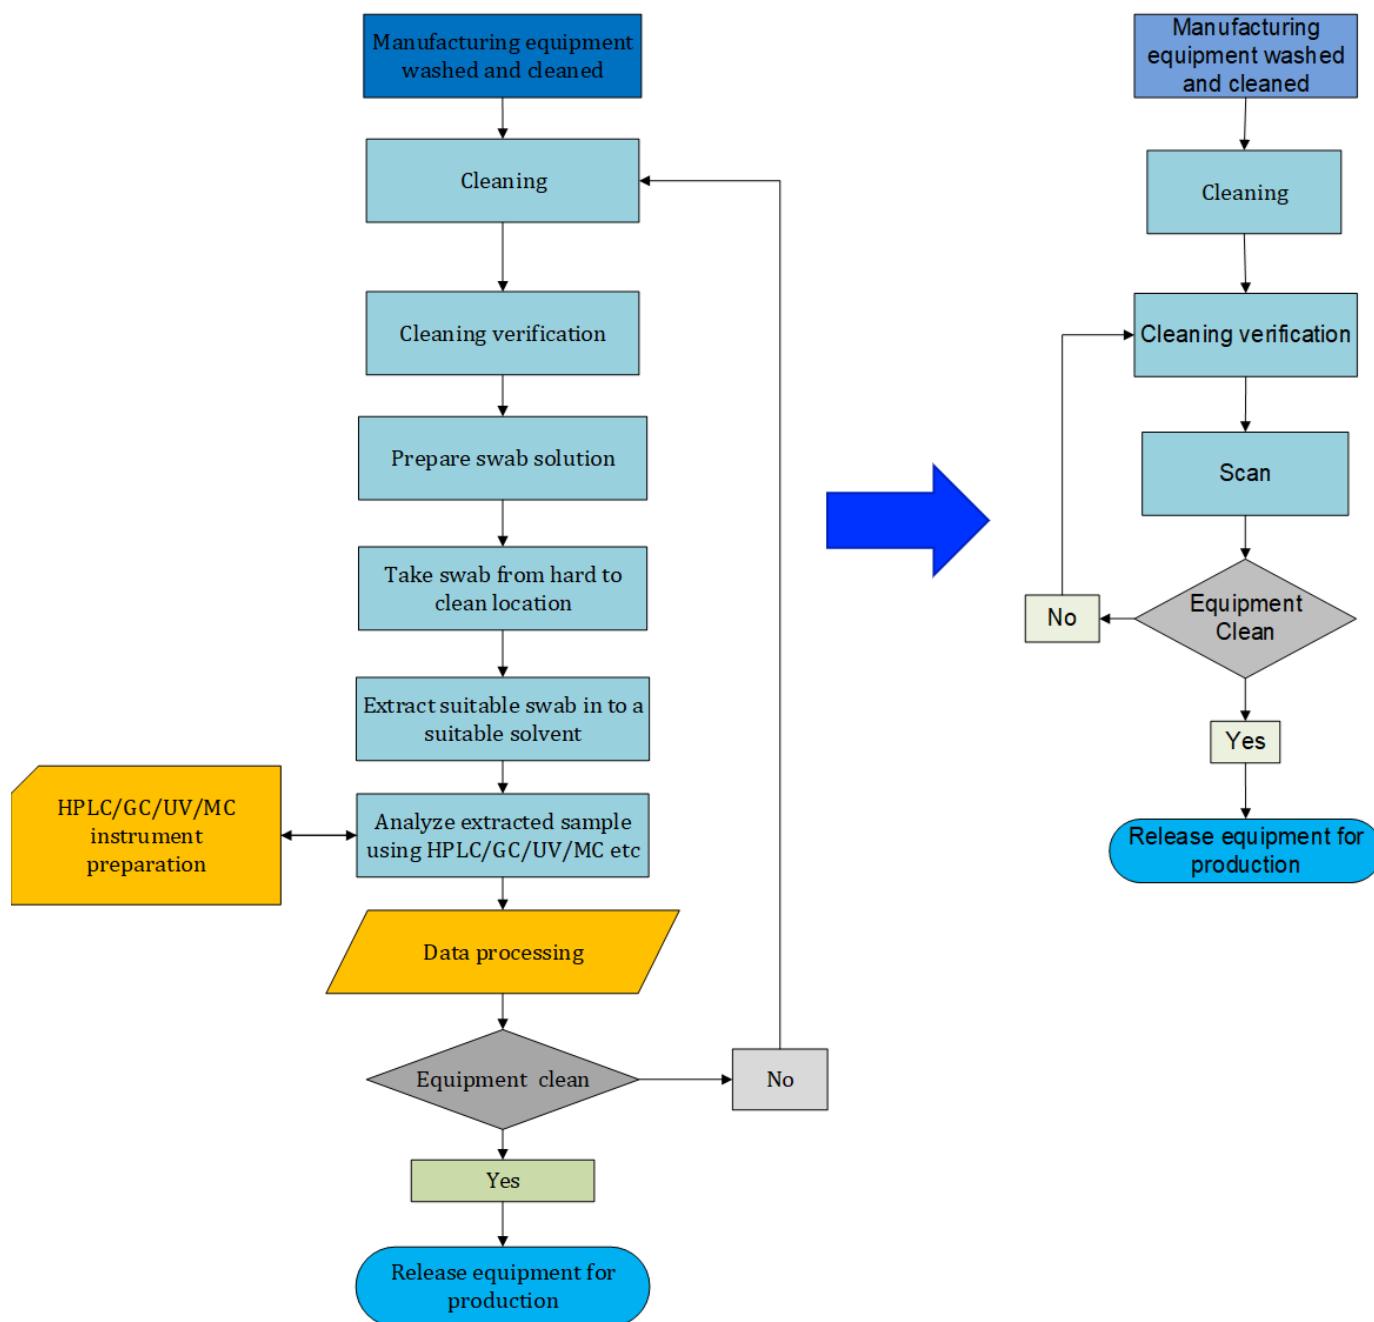 Manufacturing equipment
washed and cleaned
Cleaning
Cleaning verification
Prepare swab solution
Take swab from hard to
clean location
Extract suitable swab in to a
suitable solvent
HPLC/GC/UV/MC
instrument
preparation
Analyze extracted sample
using HPLC/GC/UV/MC etc
Data processing
Equipment clean
No
Yes
Release equipment for
production
Manufacturing
equipment washed
and cleaned
Cleaning
Cleaning verification
Scan
Equipment
Clean
No
Yes
Release equipment for
production